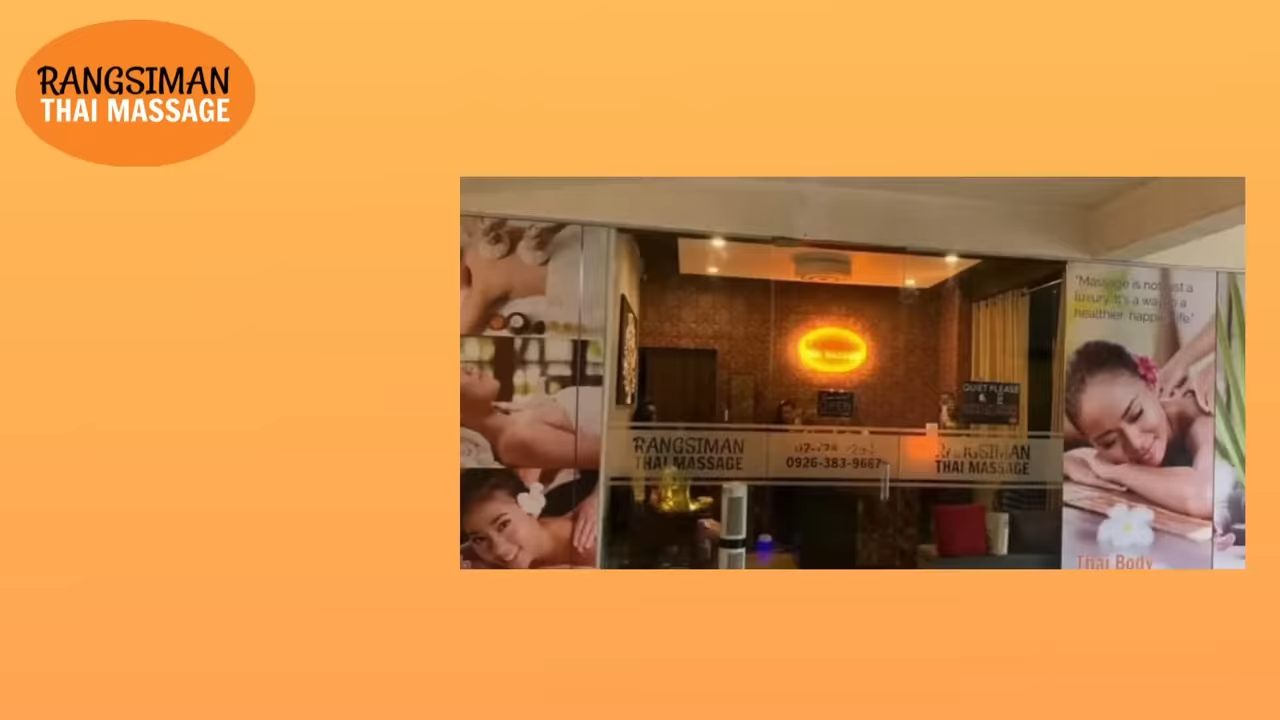 RANGSIMAN
THAI MASSAGE
"Massage is not just a
luxury. It's a way to a
healthier happier life."
QUIET PLEASE
OPEN
RANGSIMAN
THAI MASSAGE
0926-383-9667
RANGSIMAN
THAI MASSAGE
Thai Body